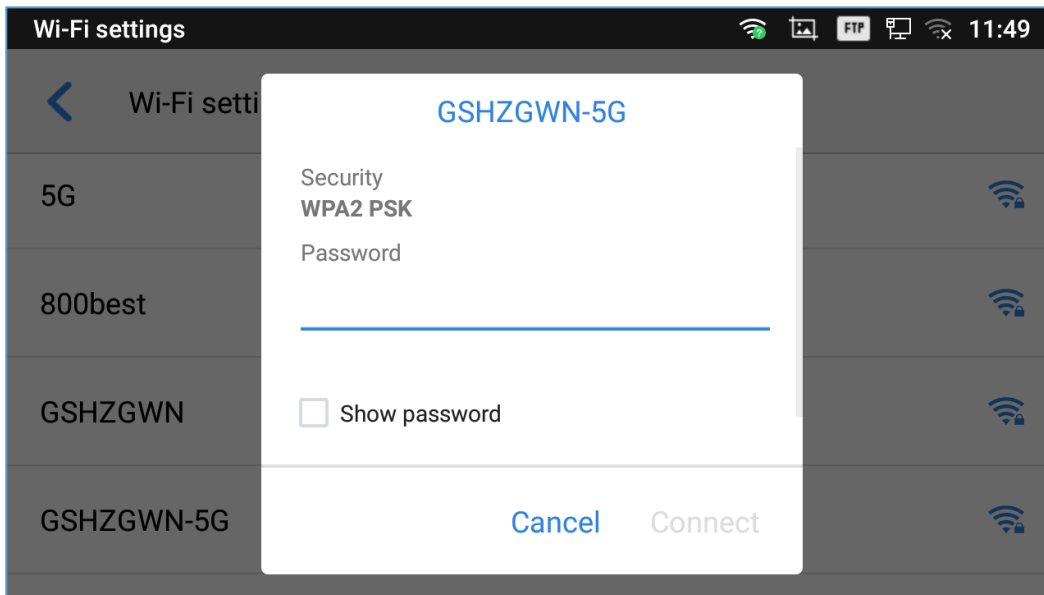 Wi-Fi settings FTP 11:49
Wi-Fi setti
GSHZGWN-5G
5G
Security
WPA2 PSK
Password
800best
GSHZGWN
Show password
GSHZGWN-5G
Cancel Connect